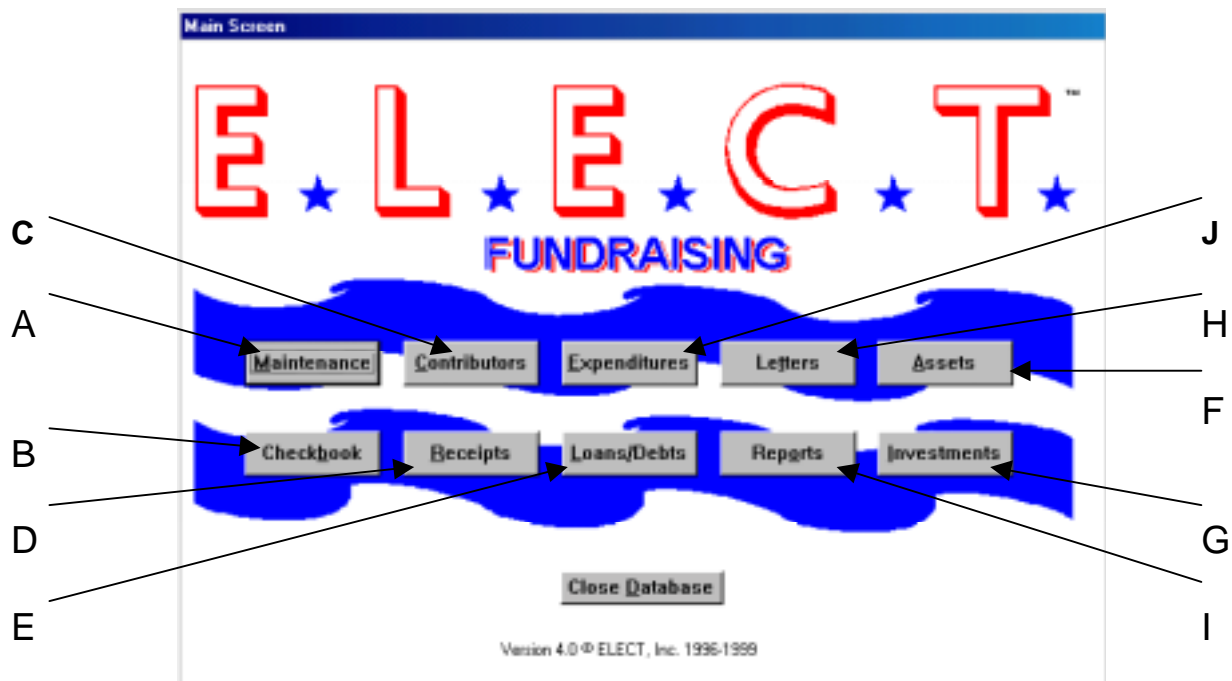 Main Screen
E L E C T ™
FUNDRAISING
C
J
A
H
Maintenance Contributors Expenditures Letters Assets
F
B
Checkbook Receipts Loans/Debts Reports Investments
D
G
Close Database
E
I
Version 4.0 © ELECT, Inc. 1996-1999